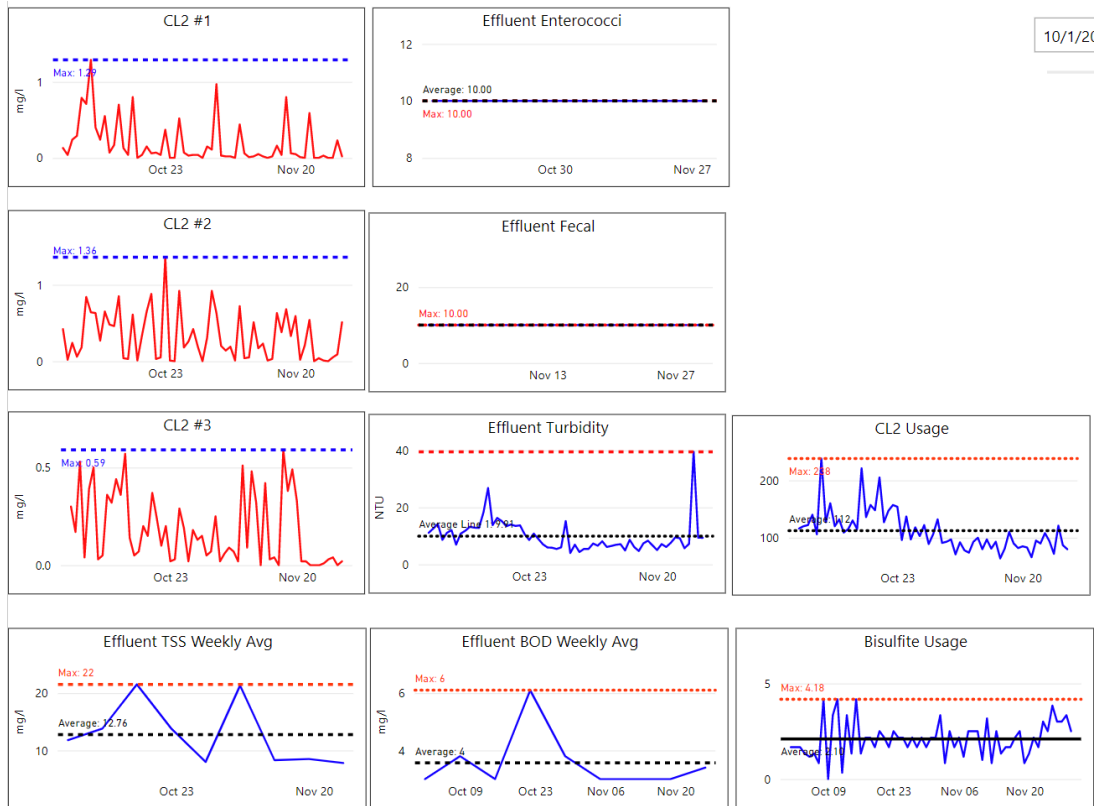 CL2 #1
Max: 1.29
mg/l
1
0
Oct 23
Nov 20
Effluent Enterococci
12
Average: 10.00
10
Max: 10.00
8
Oct 30
Nov 27
10/1/20
CL2 #2
Max: 1.36
mg/l
1
0
Oct 23
Nov 20
Effluent Fecal
20
Max: 10.00
0
Nov 13
Nov 27
CL2 #3
Max: 0.59
mg/l
0.5
0.0
Oct 23
Nov 20
Effluent Turbidity
NTU
40
20
Average Line
0
Oct 23
Nov 20
CL2 Usage
Max: 238
200
Average: 112
100
Oct 23
Nov 20
Effluent TSS Weekly Avg
Max: 22
mg/l
20
Average: 12.76
10
Oct 23
Nov 20
Effluent BOD Weekly Avg
Max: 6
mg/l
6
4
Average: 4
Oct 09
Oct 23
Nov 06
Nov 20
Bisulfite Usage
5
Max: 4.18
Average:
0
Oct 09
Oct 23
Nov 06
Nov 20